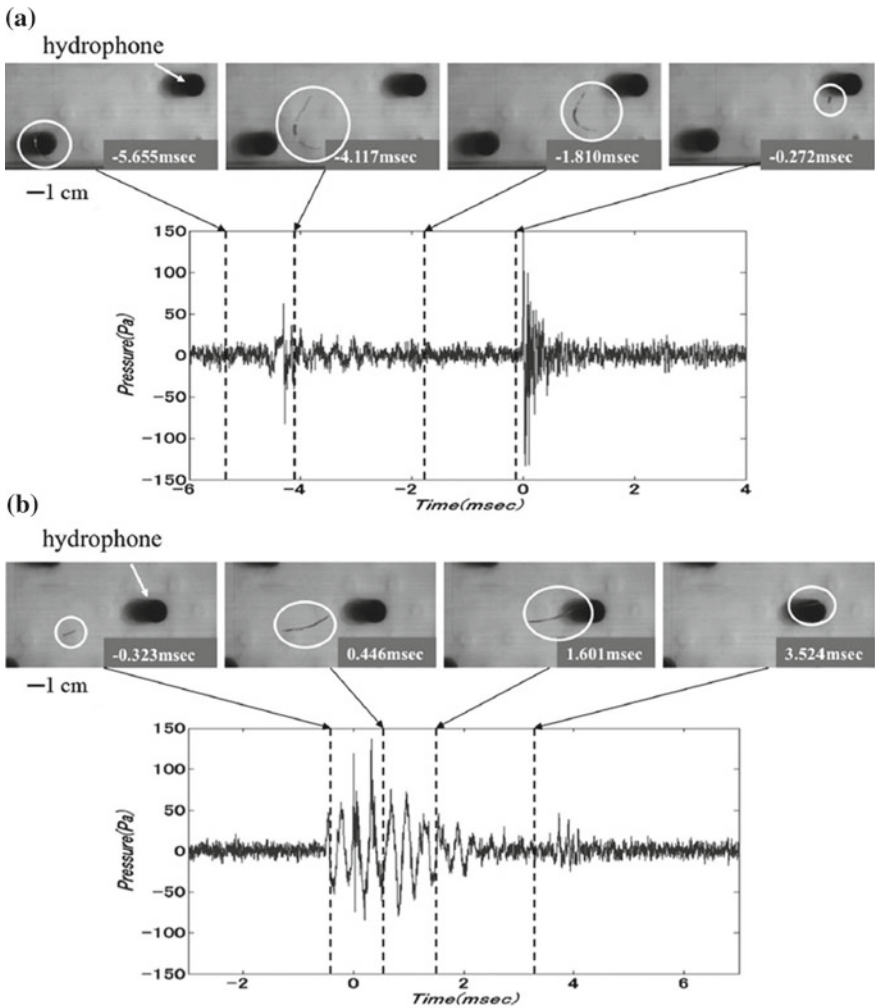 (a)
hydrophone
-5.655msec -4.117msec -1.810msec -0.272msec
1 cm
150
100
50
0
-50
-100
-150
Pressure(Pa)
-6 -4 -2 0 2 4
Time(msec)
(b)
hydrophone
-0.323msec 0.446msec 1.601msec 3.524msec
1 cm
150
100
50
0
-50
-100
-150
Pressure(Pa)
-2 0 2 4 6
Time(msec)